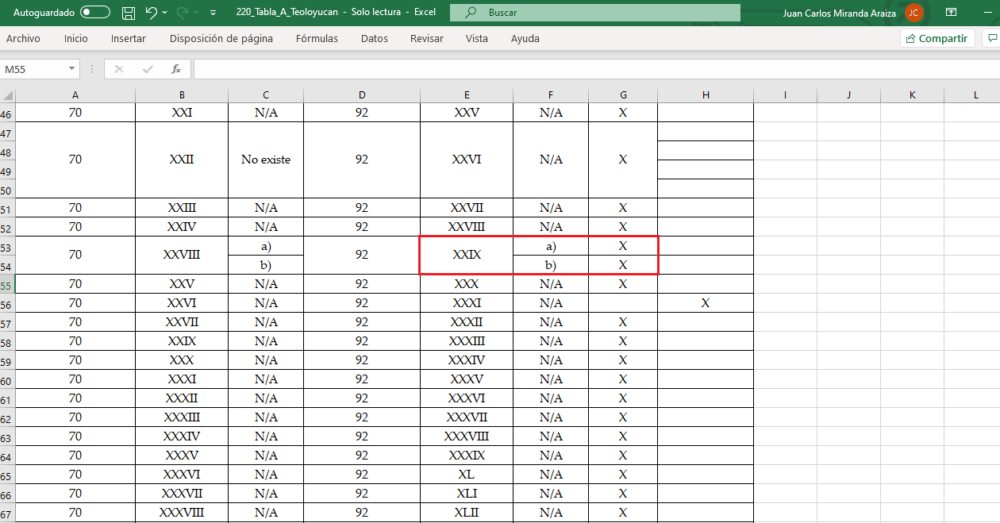 Autoguardado 220_Tabla_A_Teoloyucan - Solo lectura - Excel Buscar Juan Carlos Miranda Araiza JC
Archivo Inicio Insertar Disposición de página Fórmulas Datos Revisar Vista Ayuda Compartir
M55 fx
A B C D E F G H I J K L
46 70 XXI N/A 92 XXV N/A X
47
48 70 XXII No existe 92 XXVI N/A X
49
50
51 70 XXIII N/A 92 XXVII N/A X
52 70 XXIV N/A 92 XXVIII N/A X
53 70 XXVIII a) 92 XXIX a) X
54 b) b) X
55 70 XXV N/A 92 XXX N/A X
56 70 XXVI N/A 92 XXXI N/A X
57 70 XXVII N/A 92 XXXII N/A X
58 70 XXIX N/A 92 XXXIII N/A X
59 70 XXX N/A 92 XXXIV N/A X
60 70 XXXI N/A 92 XXXV N/A X
61 70 XXXII N/A 92 XXXVI N/A X
62 70 XXXIII N/A 92 XXXVII N/A X
63 70 XXXIV N/A 92 XXXVIII N/A X
64 70 XXXV N/A 92 XXXIX N/A X
65 70 XXXVI N/A 92 XL N/A X
66 70 XXXVII N/A 92 XLI N/A X
67 70 XXXVIII N/A 92 XLII N/A X